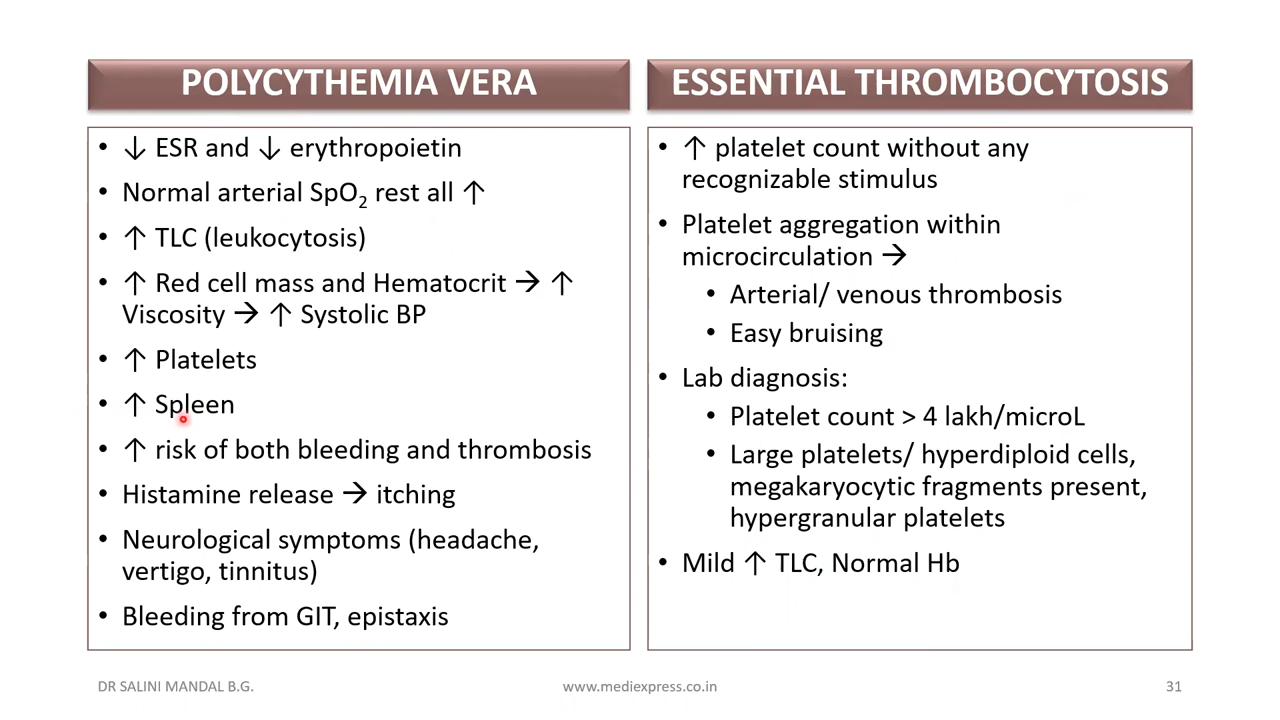 POLYCYTHEMIA VERA
• ↓ ESR and ↓ erythropoietin
• Normal arterial SpO₂ rest all ↑
• ↑ TLC (leukocytosis)
• ↑ Red cell mass and Hematocrit → ↑
Viscosity → ↑ Systolic BP
• ↑ Platelets
• ↑ Spleen
• ↑ risk of both bleeding and thrombosis
• Histamine release → itching
• Neurological symptoms (headache,
vertigo, tinnitus)
• Bleeding from GIT, epistaxis
ESSENTIAL THROMBOCYTOSIS
• ↑ platelet count without any
recognizable stimulus
• Platelet aggregation within
microcirculation →
• Arterial/ venous thrombosis
• Easy bruising
• Lab diagnosis:
• Platelet count > 4 lakh/microL
• Large platelets/ hyperdiploid cells,
megakaryocytic fragments present,
hypergranular platelets
• Mild ↑ TLC, Normal Hb
DR SALINI MANDAL B.G.
www.mediexpress.co.in
31